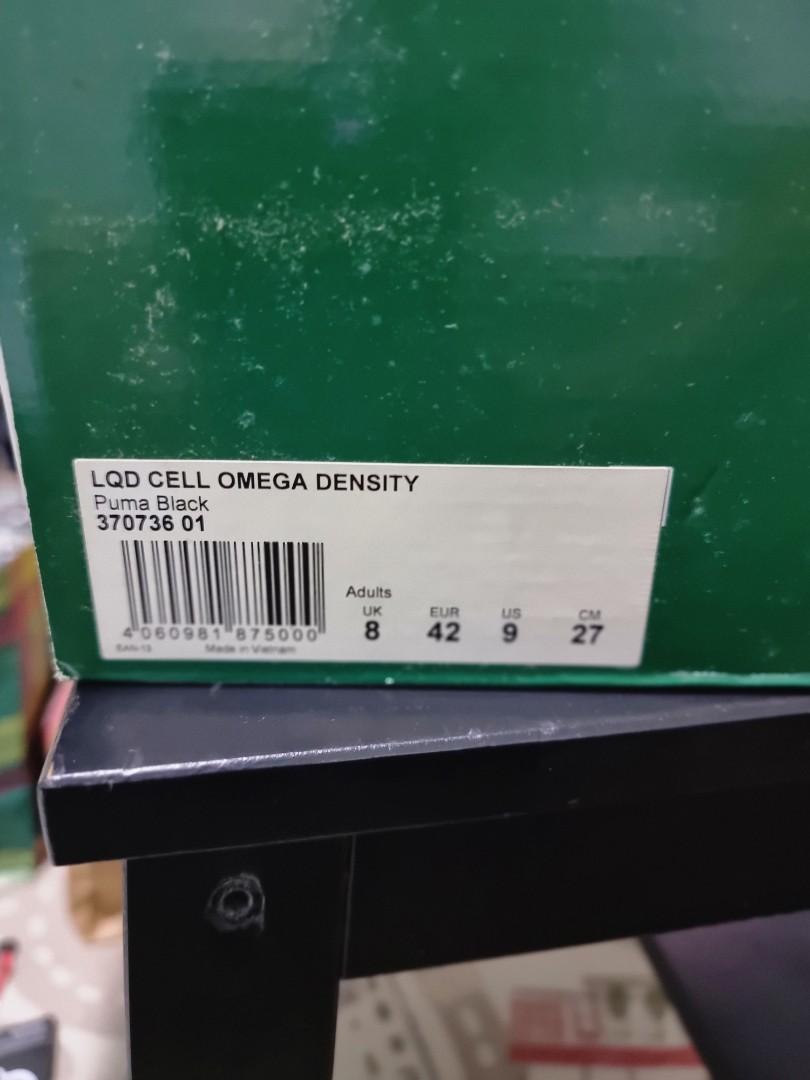 LQD CELL OMEGA DENSITY
Puma Black
370736 01
Adults
UK EUR US CM
8 42 9 27
4 060981 875000
EAN-13 Made in Vietnam